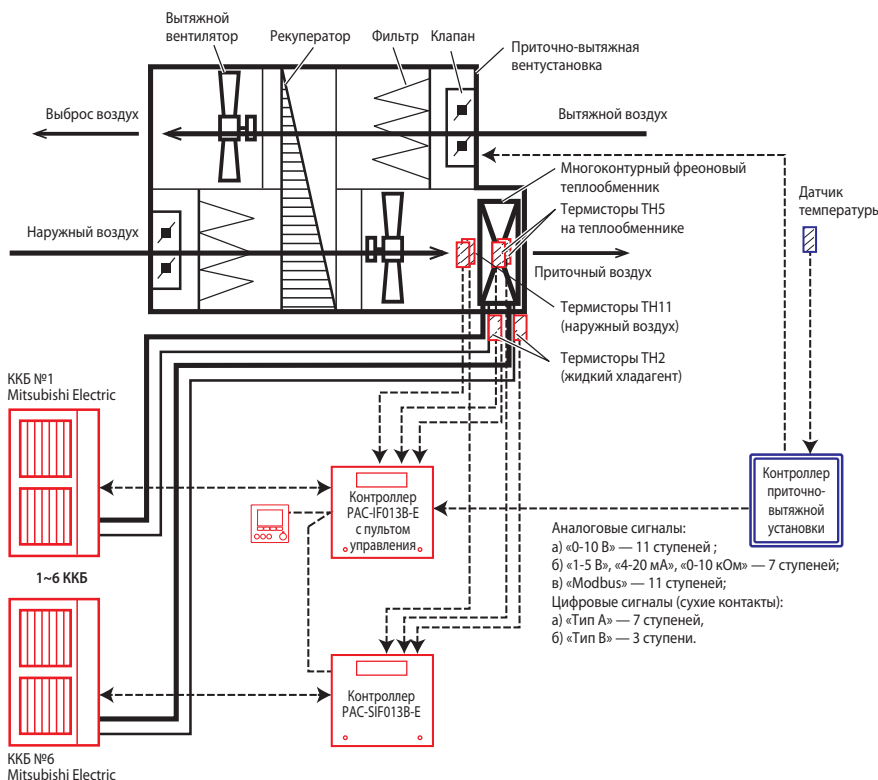 Вытяжной
вентилятор
Рекуператор
Фильтр
Клапан
Приточно-вытяжная
вентустановка
Выброс воздух
Вытяжной воздух
Многоконтурный фреоновый
теплообменник
Термисторы TH5
на теплообменнике
Датчик
температуры
Наружный воздух
Приточный воздух
Термисторы TH11
(наружный воздух)
Термисторы TH2
(жидкий хладагент)
ККБ №1
Mitsubishi Electric
Контроллер
PAC-IF013B-E
с пультом
управления
Контроллер
приточно-
вытяжной
установки
Аналоговые сигналы:
а) «0-10 В» — 11 ступеней ;
б) «1-5 В», «4-20 мА», «0-10 кОм» — 7 ступеней;
в) «Modbus» — 11 ступеней;
Цифровые сигналы (сухие контакты):
а) «Тип А» — 7 ступеней,
б) «Тип В» — 3 ступени.
1~6 ККБ
Контроллер
PAC-SIF013B-E
ККБ №6
Mitsubishi Electric